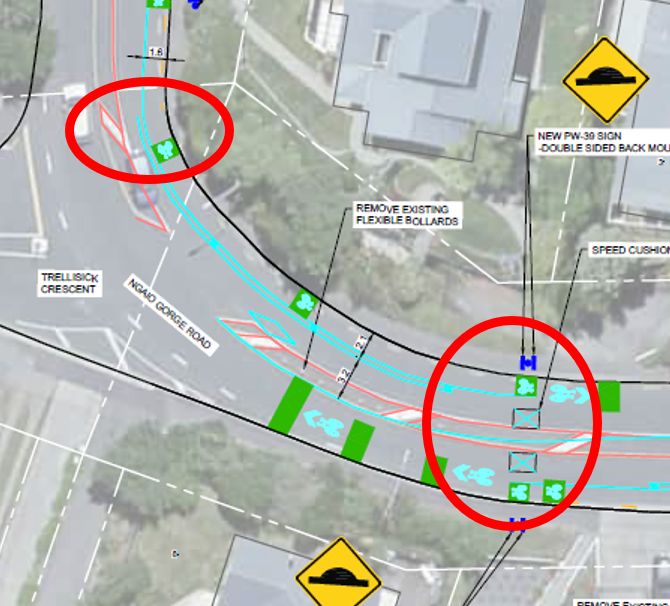 1.6
NEW PW-39 SIGN
-DOUBLE SIDED BACK MOU
REMOVE EXISTING
FLEXIBLE BOLLARDS
SPEED CUSHION
TRELLISICK
CRESCENT
NGAIO GORGE ROAD
2.1
3.2
REMOVE EXISTING